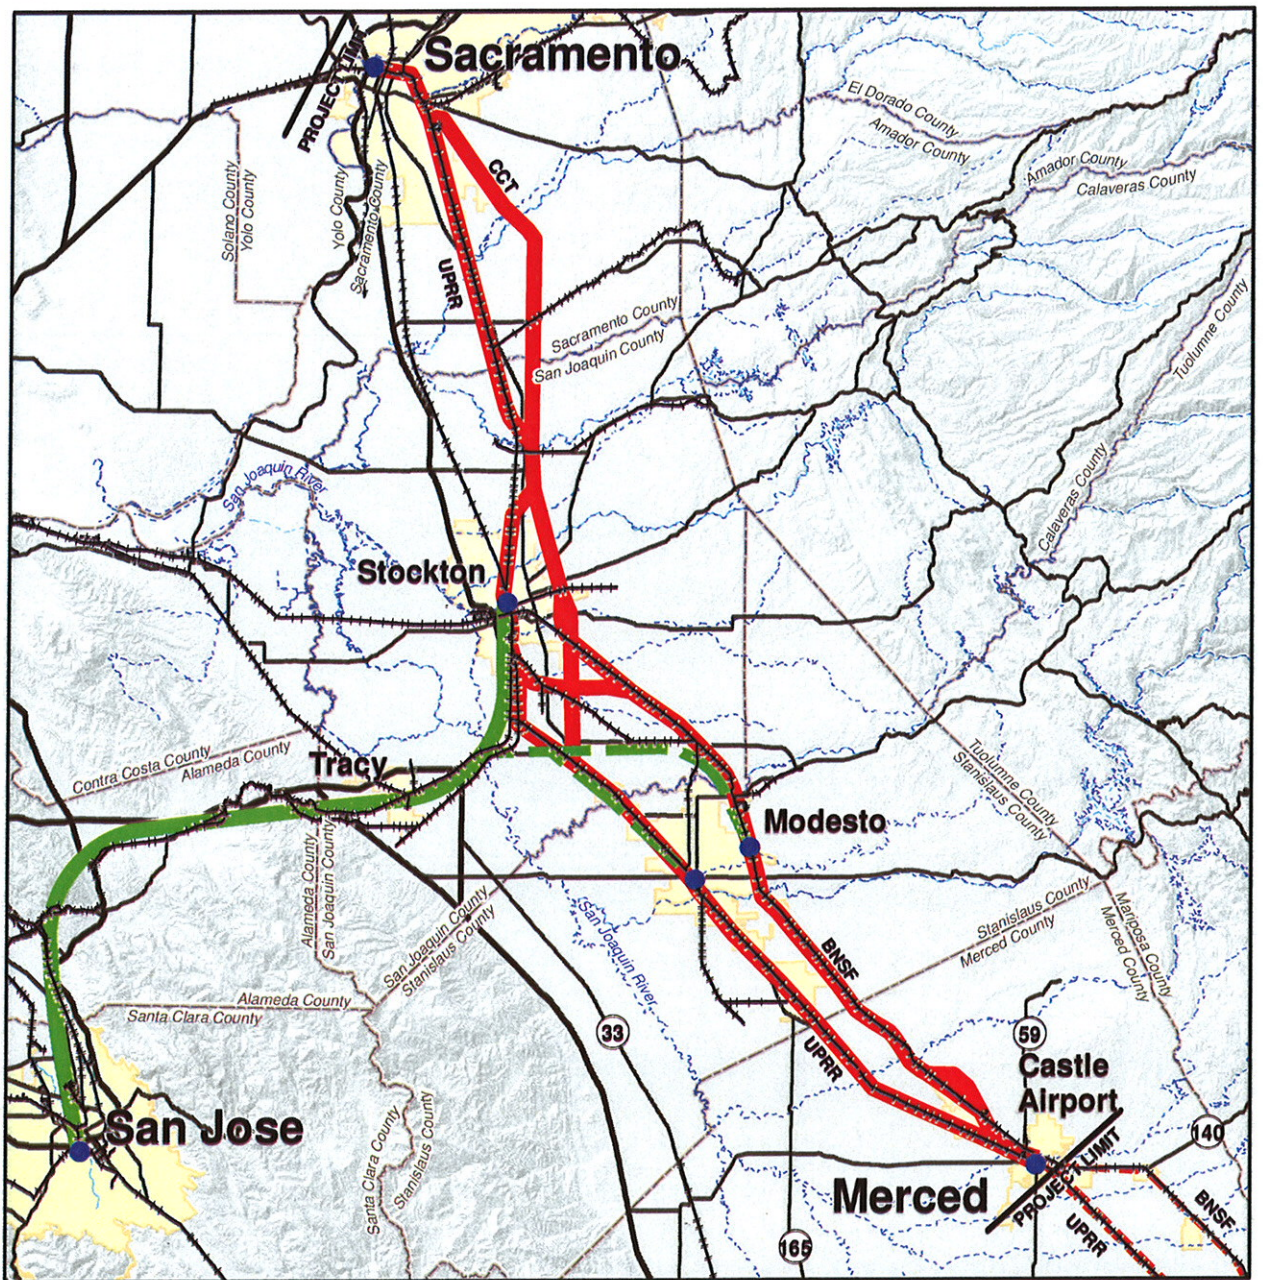 Sacramento
PROJECT LIMIT
El Dorado County
Amador County
Amador County
Calaveras County
CCT
Solano County
Yolo County
Yolo County
Sacramento County
UPRR
Sacramento County
San Joaquin County
Tuolumne County
Calaveras County
San Joaquin River
Stockton
Contra Costa County
Alameda County
Tracy
Tuolumne County
Stanislaus County
Modesto
Alameda County
San Joaquin County
San Joaquin County
Stanislaus County
San Joaquin River
Stanislaus County
Merced County
Mariposa County
Merced County
BNSF
Alameda County
Santa Clara County
33
UPRR
59
Castle
Airport
San Jose
Santa Clara County
Stanislaus County
140
PROJECT LIMIT
Merced
BNSF
UPRR
165